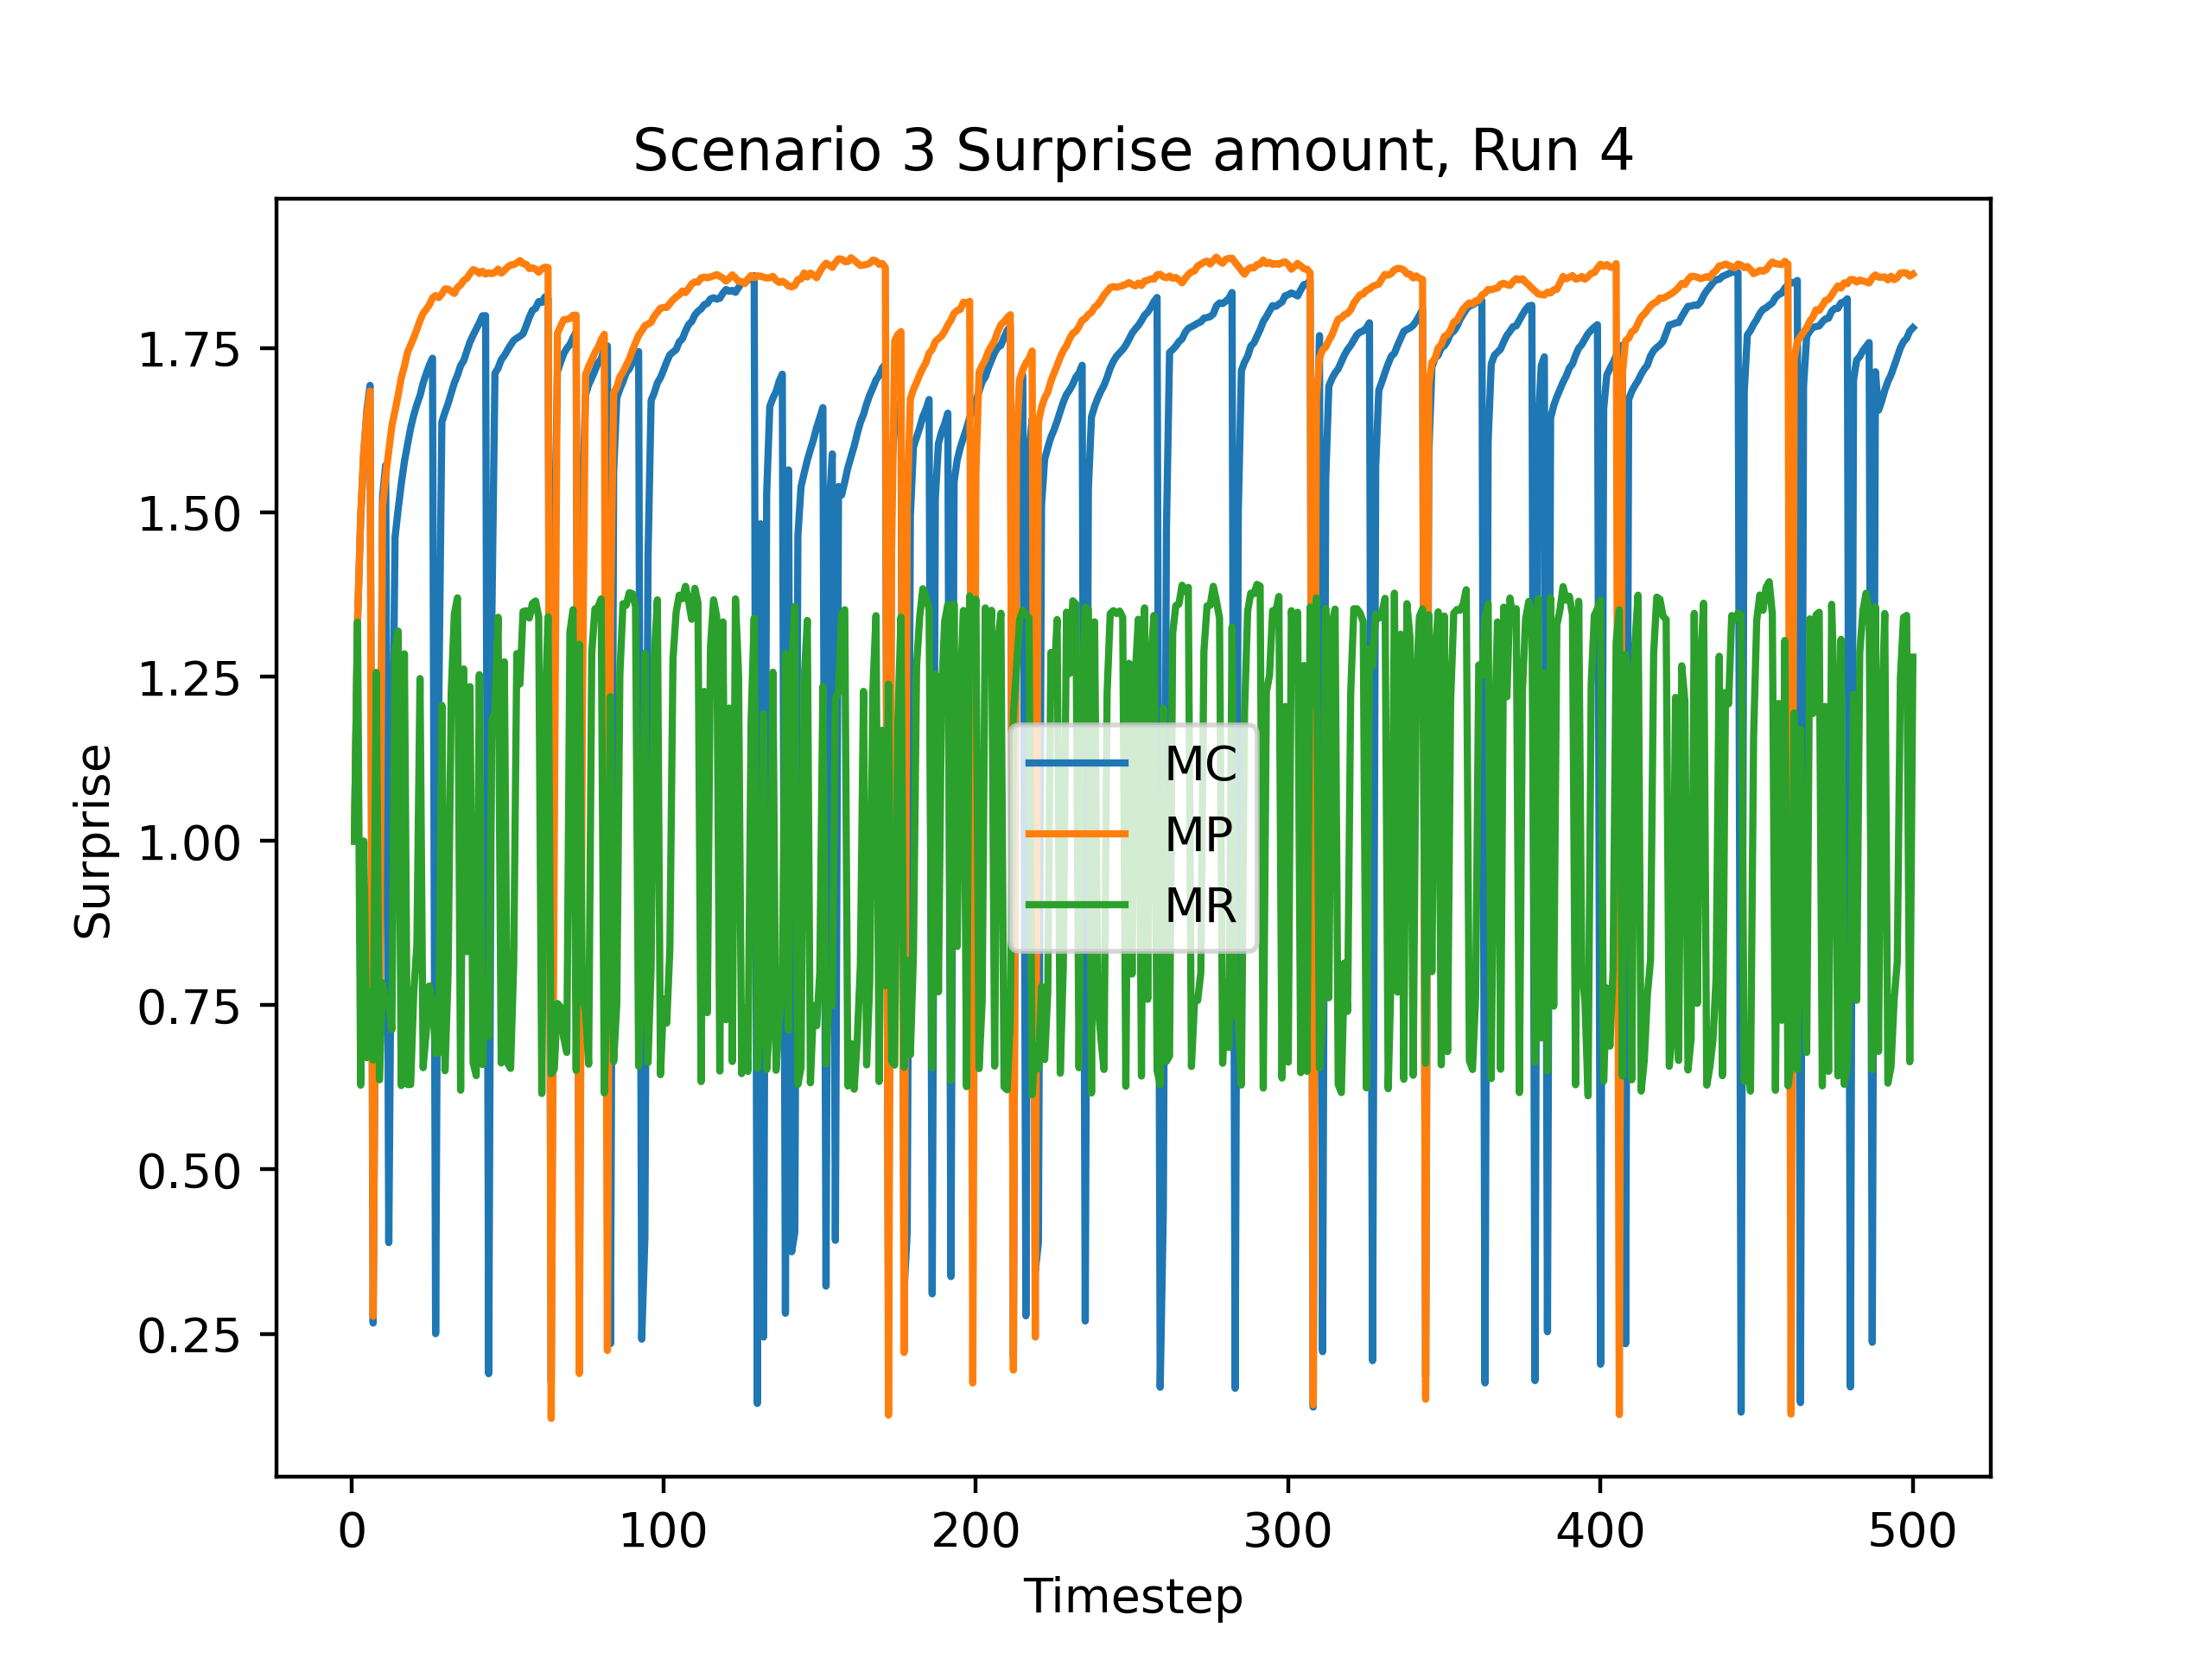 Scenario 3 Surprise amount, Run 4
1.75
1.50
1.25
1.00
0.75
0.50
0.25
Surprise
MC
MP
MR
0 100 200 300 400 500
Timestep